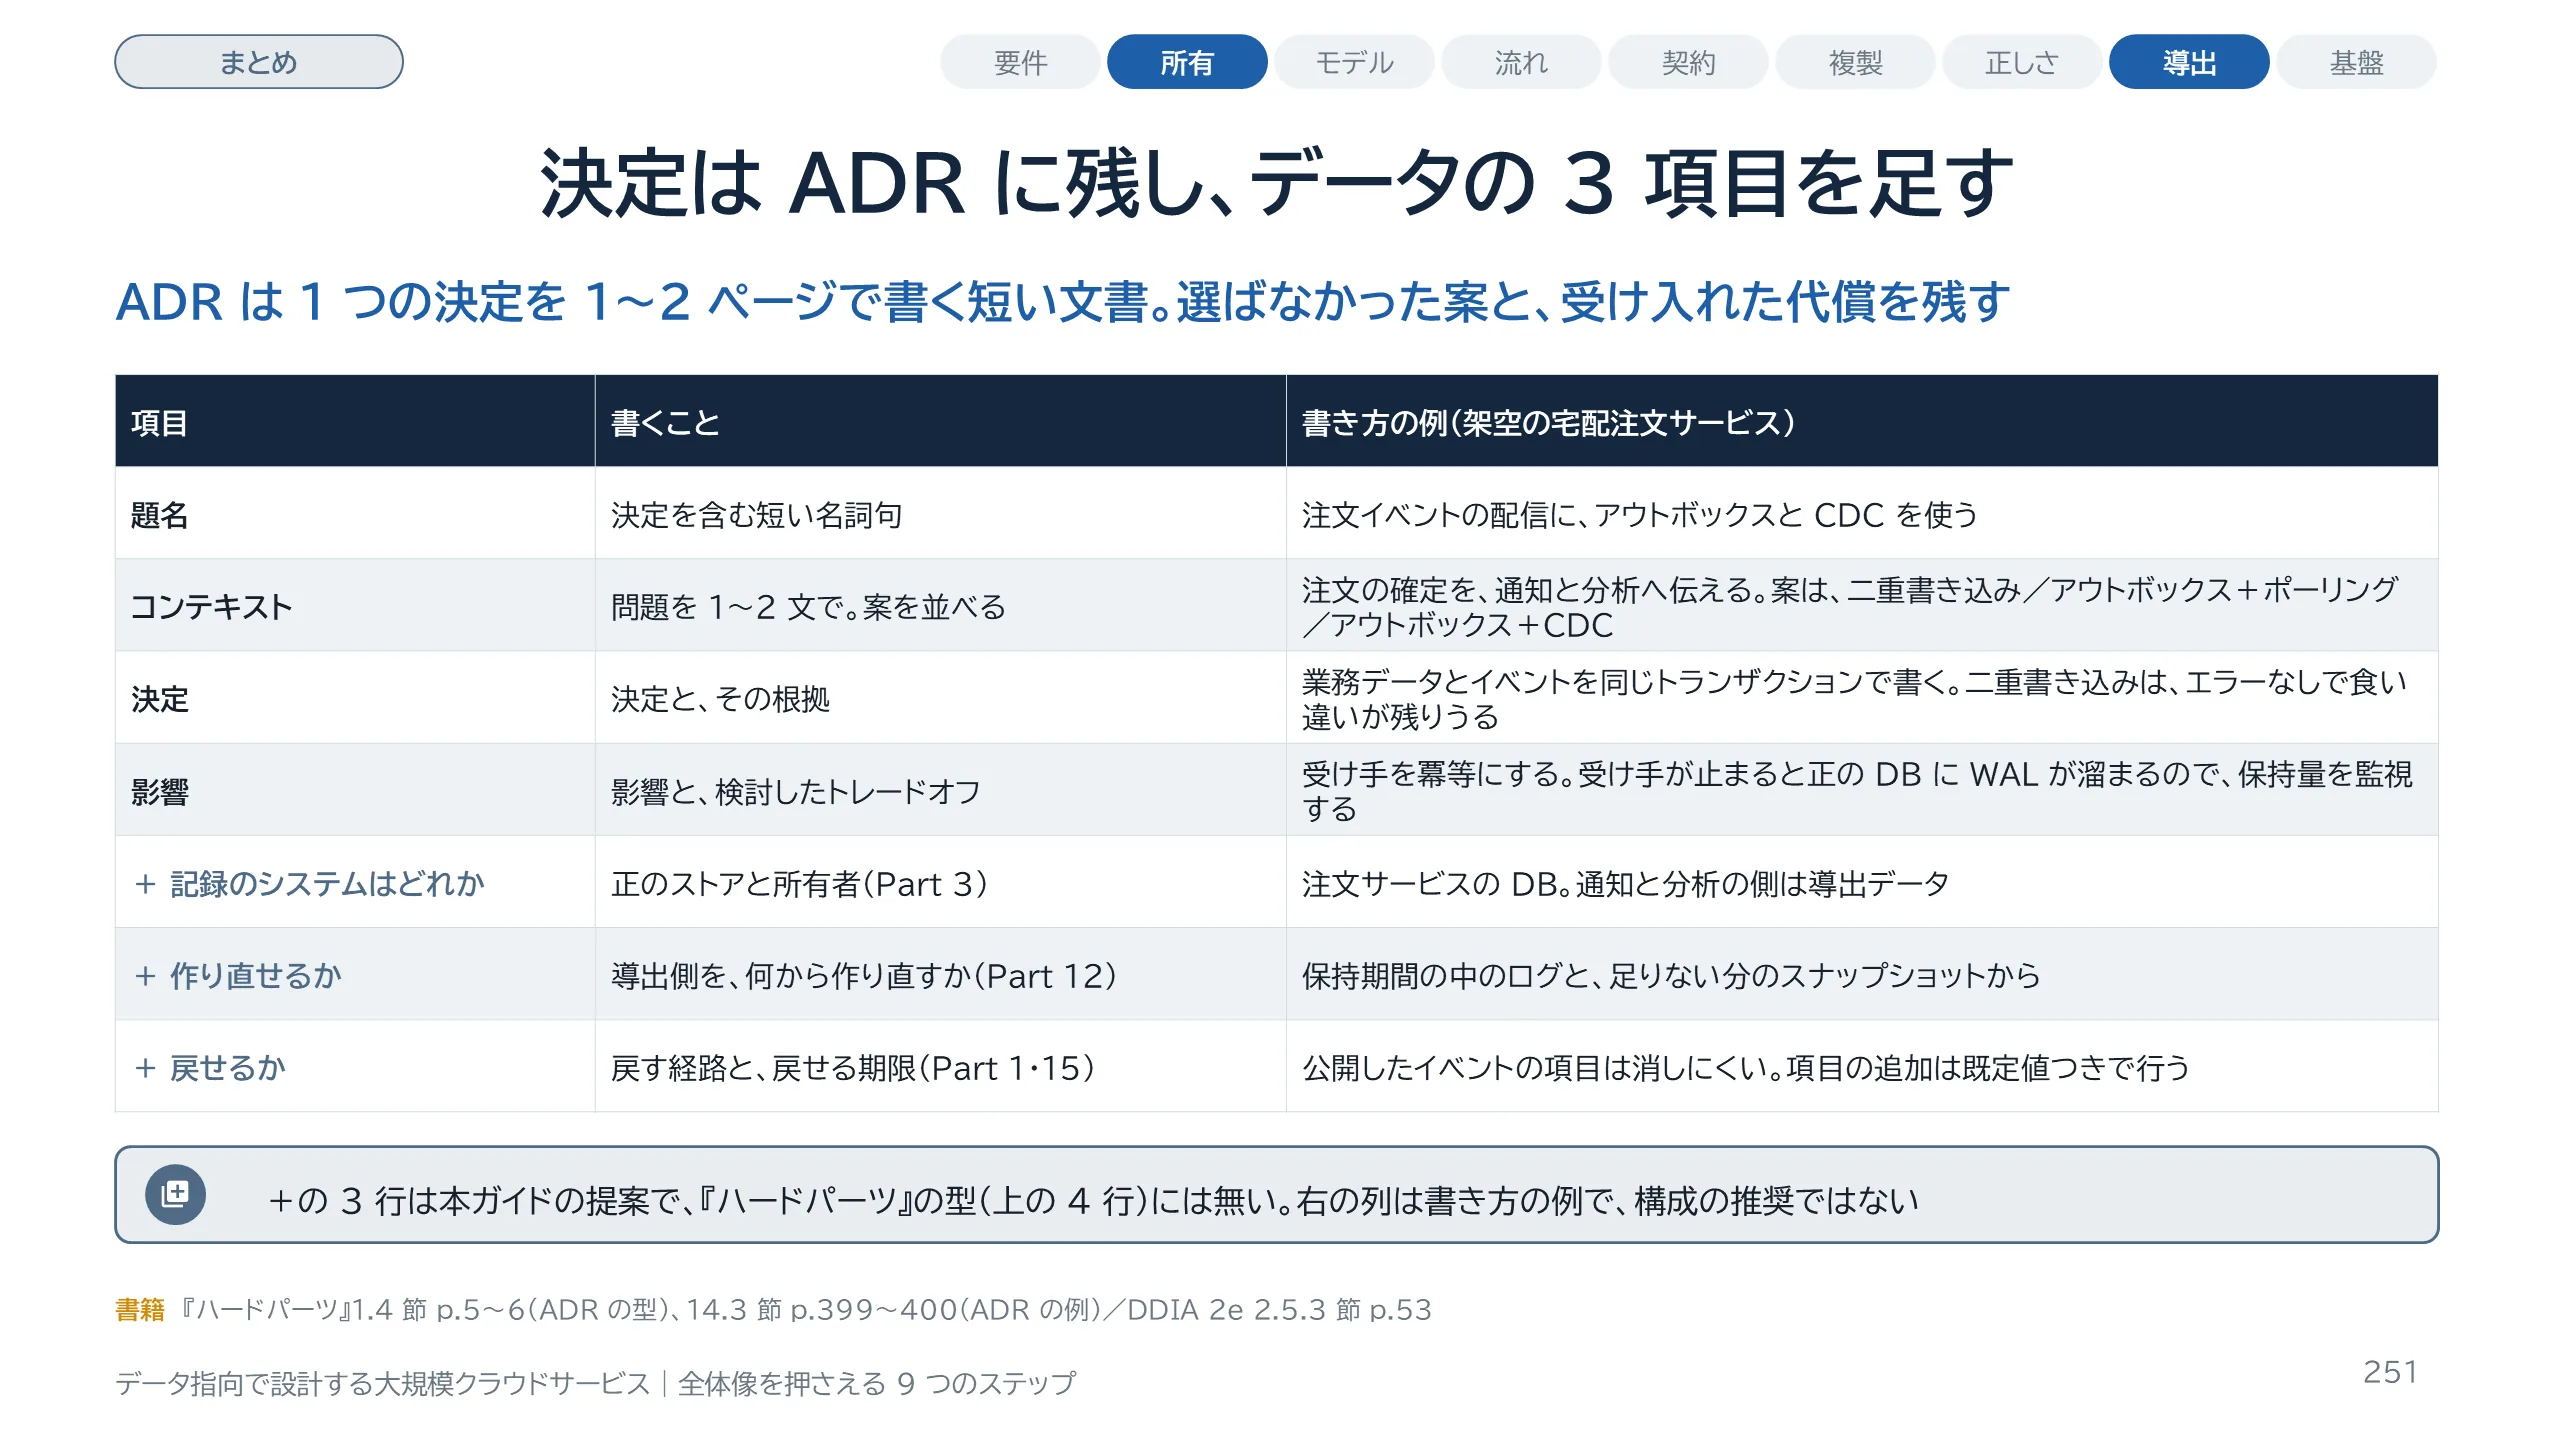 まとめ
要件 所有 モデル 流れ 契約 複製 正しさ 導出 基盤
決定は ADR に残し、データの 3 項目を足す
ADR は 1 つの決定を 1～2 ページで書く短い文書。選ばなかった案と、受け入れた代償を残す
項目 書くこと 書き方の例（架空の宅配注文サービス）
題名 決定を含む短い名詞句 注文イベントの配信に、アウトボックスと CDC を使う
コンテキスト 問題を 1～2 文で。案を並べる 注文の確定を、通知と分析へ伝える。案は、二重書き込み／アウトボックス＋ポーリング
／アウトボックス＋CDC
決定 決定と、その根拠 業務データとイベントを同じトランザクションで書く。二重書き込みは、エラーなしで食い
違いが残りうる
影響 影響と、検討したトレードオフ 受け手を冪等にする。受け手が止まると正の DB に WAL が溜まるので、保持量を監視
する
＋ 記録のシステムはどれか 正のストアと所有者（Part 3） 注文サービスの DB。通知と分析の側は導出データ
＋ 作り直せるか 導出側を、何から作り直すか（Part 12） 保持期間の中のログと、足りない分のスナップショットから
＋ 戻せるか 戻す経路と、戻せる期限（Part 1・15） 公開したイベントの項目は消しにくい。項目の追加は既定値つきで行う
＋の 3 行は本ガイドの提案で、『ハードパーツ』の型（上の 4 行）には無い。右の列は書き方の例で、構成の推奨ではない
書籍 『ハードパーツ』1.4 節 p.5～6（ADR の型）、14.3 節 p.399～400（ADR の例）／DDIA 2e 2.5.3 節 p.53
データ指向で設計する大規模クラウドサービス｜全体像を押さえる 9 つのステップ
251